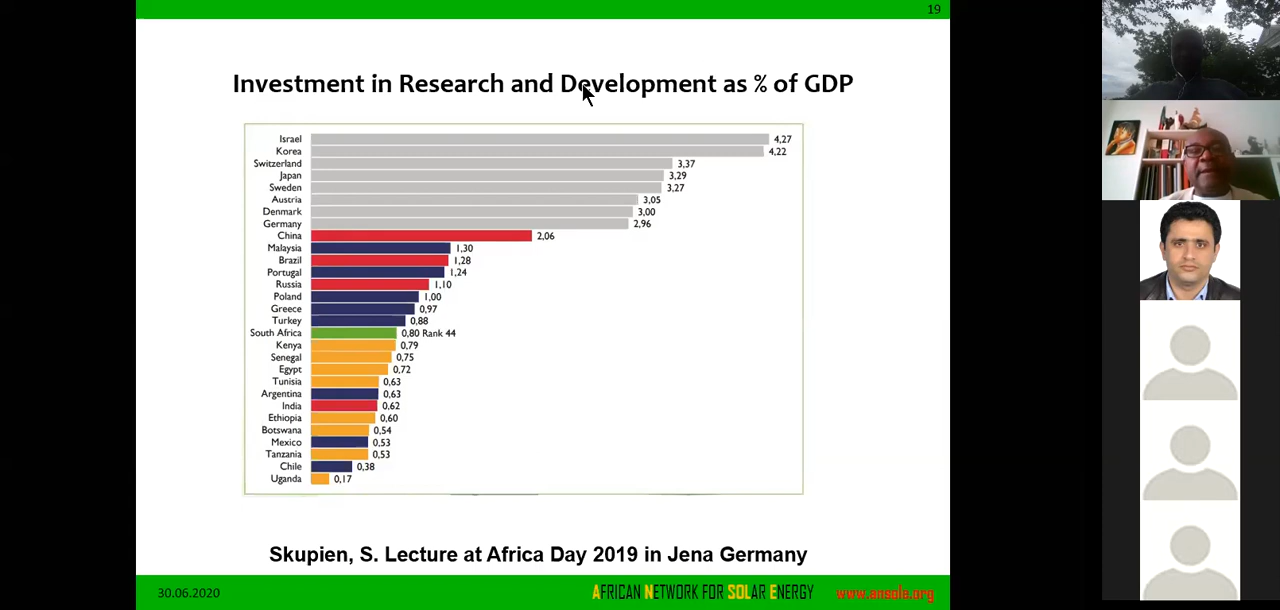 19
Investment in Research and Development as % of GDP
Israel 4,27
Korea 4,22
Switzerland 3,37
Japan 3,29
Sweden 3,27
Austria 3,05
Denmark 3,00
Germany 2,96
China 2,06
Malaysia 1,30
Brazil 1,28
Portugal 1,24
Russia 1,10
Poland 1,00
Greece 0,97
Turkey 0,88
South Africa 0,80 Rank 44
Kenya 0,79
Senegal 0,75
Egypt 0,72
Tunisia 0,63
Argentina 0,63
India 0,62
Ethiopia 0,60
Botswana 0,54
Mexico 0,53
Tanzania 0,53
Chile 0,38
Uganda 0,17
Skupien, S. Lecture at Africa Day 2019 in Jena Germany
30.06.2020 AFRICAN NETWORK FOR SOLAR ENERGY www.ansole.org